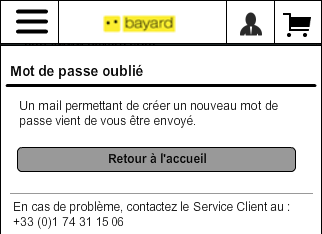 bayard
Mot de passe oublié
Un mail permettant de créer un nouveau mot de
passe vient de vous être envoyé.
Retour à l'accueil
En cas de problème, contactez le Service Client au :
+33 (0)1 74 31 15 06